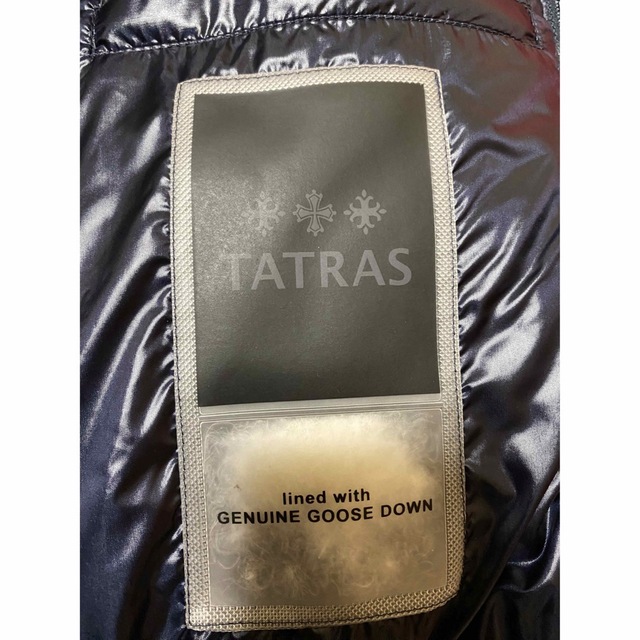 TATRAS
lined with
GENUINE GOOSE DOWN